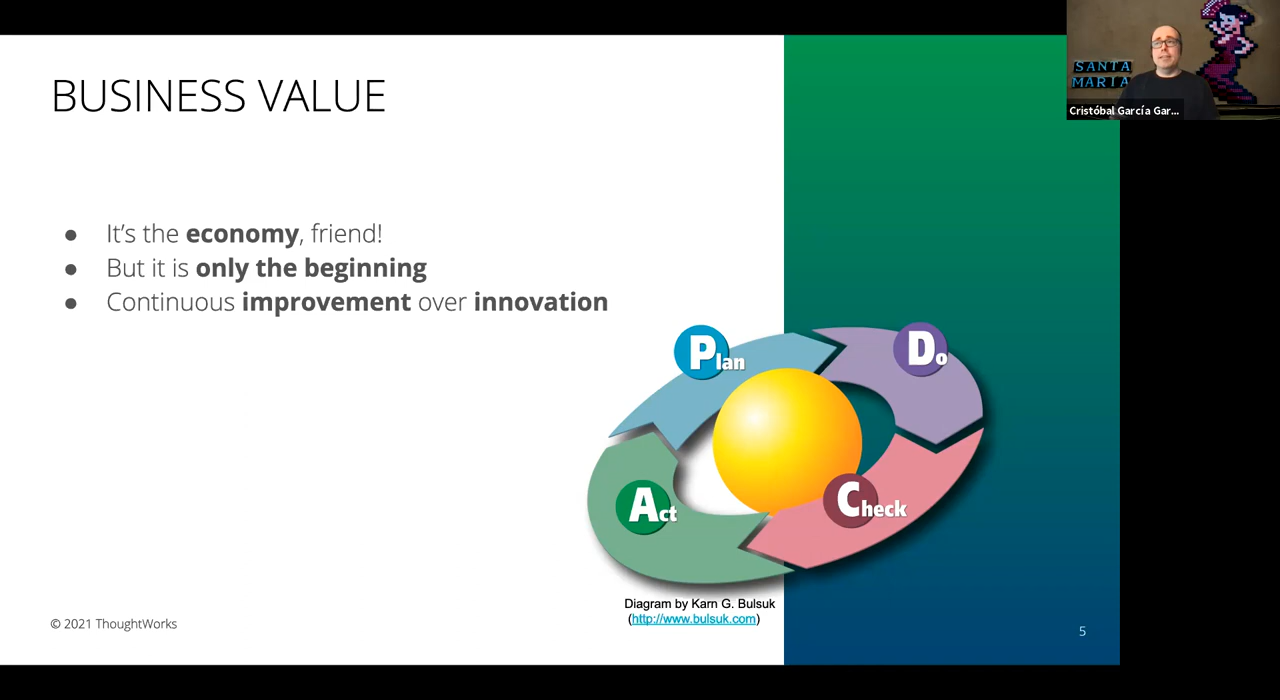 BUSINESS VALUE
SANTA
MARIA
Cristóbal García Gar...
● It’s the economy, friend!
● But it is only the beginning
● Continuous improvement over innovation
Plan
Do
Act
Check
Diagram by Karn G. Bulsuk
(http://www.bulsuk.com)
© 2021 ThoughtWorks
5